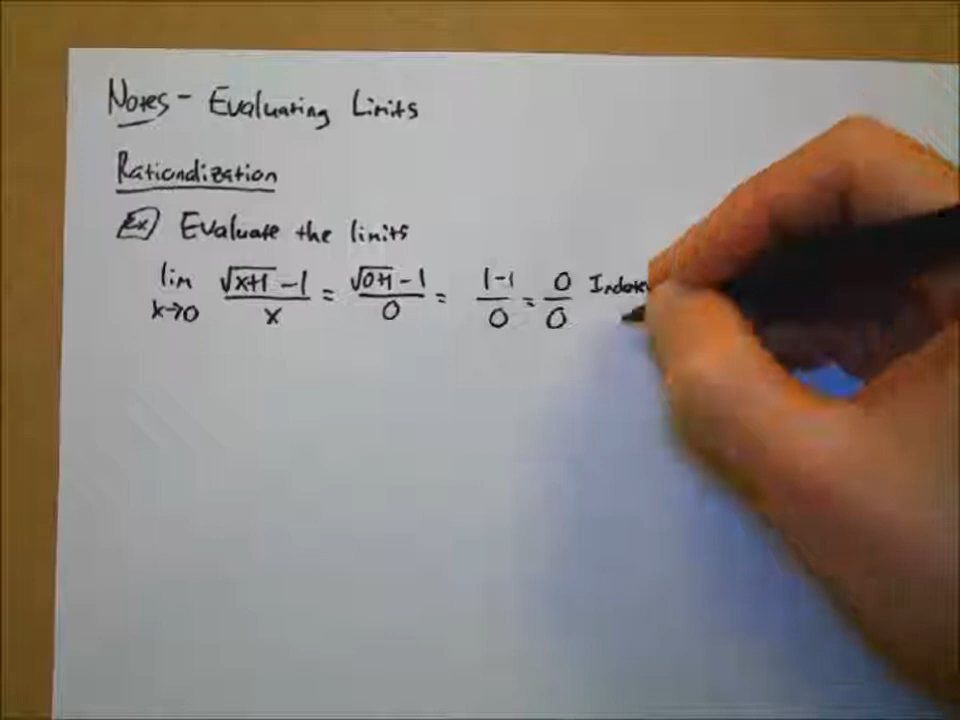 Notes - Evaluating Limits
Rationalization
Ex Evaluate the limits
lim x→0 (√(x+1) - 1)/x = (√(0+1) - 1)/0 = (1-1)/0 = 0/0